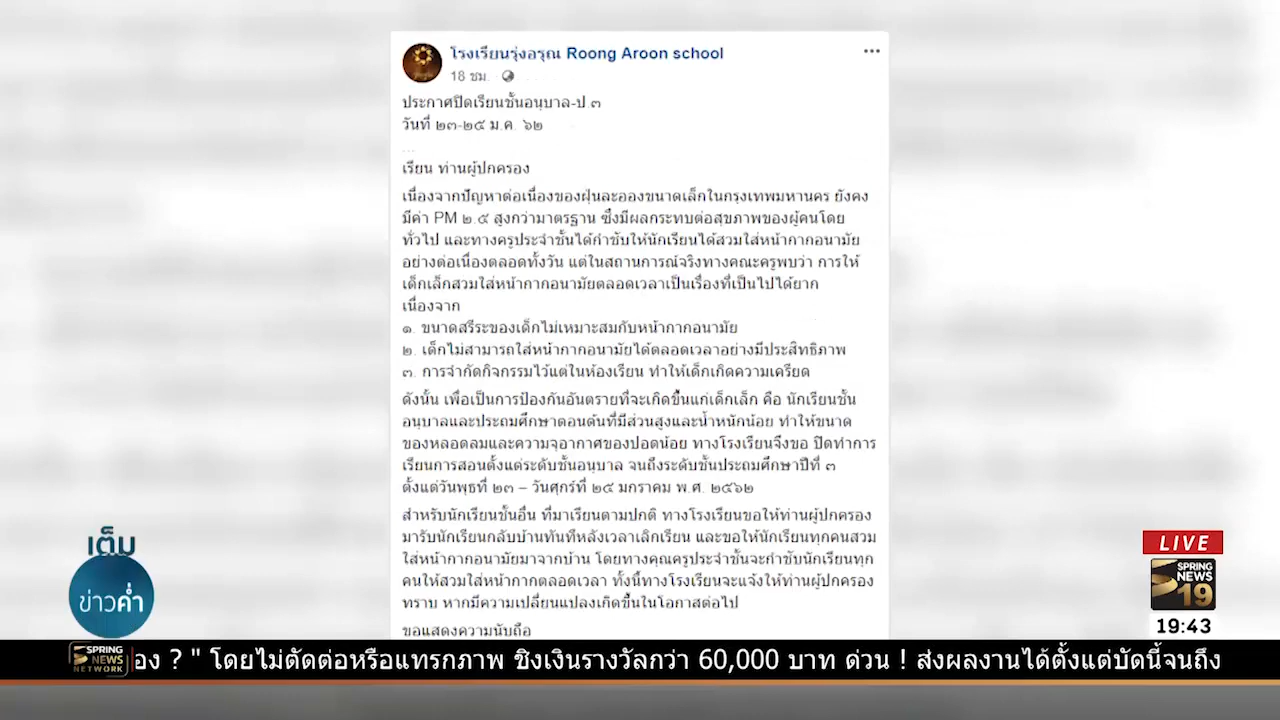 โรงเรียนรุ่งอรุณ Roong Aroon school
18 ชม.
ประกาศปิดเรียนชั้นอนุบาล-ป.๓
วันที่ ๒๓-๒๕ ม.ค. ๖๒
...
เรียน ท่านผู้ปกครอง
เนื่องจากปัญหาต่อเนื่องของฝุ่นละอองขนาดเล็กในกรุงเทพมหานคร ยังคง
มีค่า PM ๒.๕ สูงกว่ามาตรฐาน ซึ่งมีผลกระทบต่อสุขภาพของผู้คนโดย
ทั่วไป และทางครูประจำชั้นได้กำชับให้นักเรียนได้สวมใส่หน้ากากอนามัย
อย่างต่อเนื่องตลอดทั้งวัน แต่ในสถานการณ์จริงทางคณะครูพบว่า การให้
เด็กเล็กสวมใส่หน้ากากอนามัยตลอดเวลาเป็นเรื่องที่เป็นไปได้ยาก
เนื่องจาก
๑. ขนาดสรีระของเด็กไม่เหมาะสมกับหน้ากากอนามัย
๒. เด็กไม่สามารถใส่หน้ากากอนามัยได้ตลอดเวลาอย่างมีประสิทธิภาพ
๓. การจำกัดกิจกรรมไว้แต่ในห้องเรียน ทำให้เด็กเกิดความเครียด
ดังนั้น เพื่อเป็นการป้องกันอันตรายที่จะเกิดขึ้นแก่เด็กเล็ก คือ นักเรียนชั้น
อนุบาลและประถมศึกษาตอนต้นที่มีส่วนสูงและน้ำหนักน้อย ทำให้ขนาด
ของหลอดลมและความจุอากาศของปอดน้อย ทางโรงเรียนจึงขอ ปิดทำการ
เรียนการสอนตั้งแต่ระดับชั้นอนุบาล จนถึงระดับชั้นประถมศึกษาปีที่ ๓
ตั้งแต่วันพุธที่ ๒๓ – วันศุกร์ที่ ๒๕ มกราคม พ.ศ. ๒๕๖๒
สำหรับนักเรียนชั้นอื่น ที่มาเรียนตามปกติ ทางโรงเรียนขอให้ท่านผู้ปกครอง
มารับนักเรียนกลับบ้านทันทีหลังเวลาเลิกเรียน และขอให้นักเรียนทุกคนสวม
ใส่หน้ากากอนามัยมาจากบ้าน โดยทางคุณครูประจำชั้นจะกำชับนักเรียนทุก
คนให้สวมใส่หน้ากากตลอดเวลา ทั้งนี้ทางโรงเรียนจะแจ้งให้ท่านผู้ปกครอง
ทราบ หากมีความเปลี่ยนแปลงเกิดขึ้นในโอกาสต่อไป
ขอแสดงความนับถือ
เต็ม
ข่าวค่ำ
LIVE
SPRING
NEWS
19
19:43
SPRING
NEWS
NETWORK
อง ? " โดยไม่ตัดต่อหรือแทรกภาพ ชิงเงินรางวัลกว่า 60,000 บาท ด่วน ! ส่งผลงานได้ตั้งแต่บัดนี้จนถึง